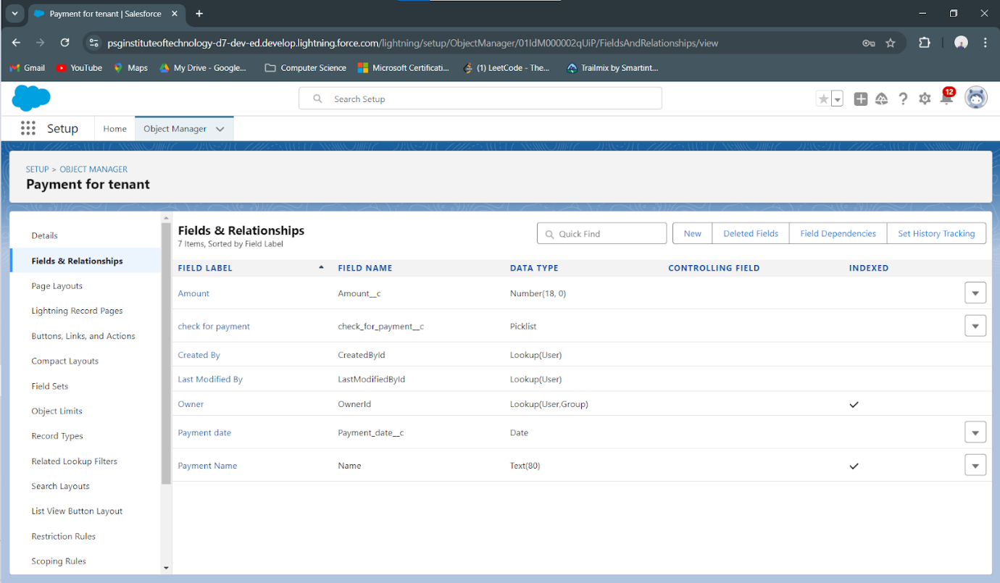 Payment for tenant | Salesforce
psginstituteoftechnology-d7-dev-ed.develop.lightning.force.com/lightning/setup/ObjectManager/01IdM000002qUiP/FieldsAndRelationships/view
Gmail YouTube Maps My Drive - Google... Computer Science Microsoft Certificati... (1) LeetCode - The... Trailmix by Smartint...
Search Setup 12
Setup Home Object Manager
SETUP > OBJECT MANAGER
Payment for tenant
Details
Fields & Relationships
Page Layouts
Lightning Record Pages
Buttons, Links, and Actions
Compact Layouts
Field Sets
Object Limits
Record Types
Related Lookup Filters
Search Layouts
List View Button Layout
Restriction Rules
Scoping Rules
Fields & Relationships
7 Items, Sorted by Field Label
Quick Find New Deleted Fields Field Dependencies Set History Tracking
FIELD LABEL FIELD NAME DATA TYPE CONTROLLING FIELD INDEXED
Amount Amount__c Number(18, 0)
check for payment check_for_payment__c Picklist
Created By CreatedById Lookup(User)
Last Modified By LastModifiedById Lookup(User)
Owner OwnerId Lookup(User,Group)
Payment date Payment_date__c Date
Payment Name Name Text(80)